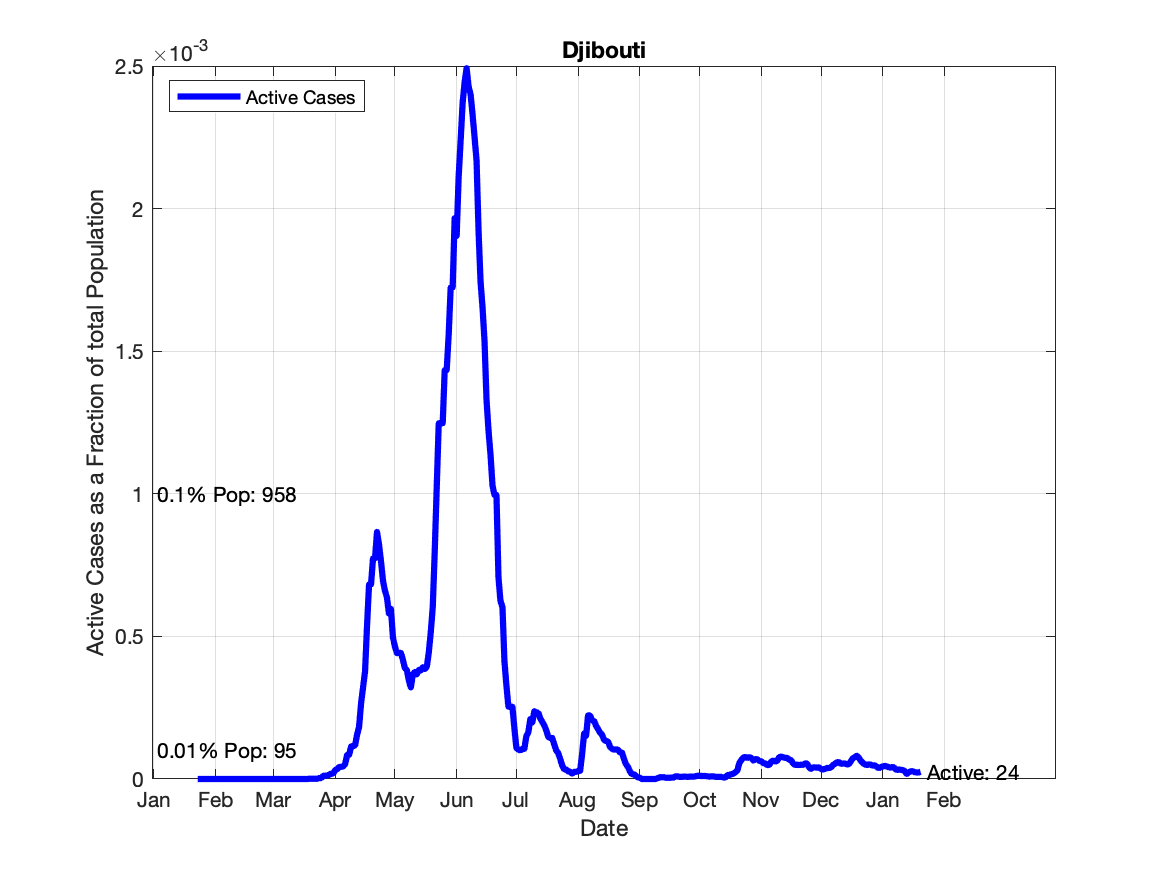 Djibouti
×10-3
Active Cases
2.5
2
1.5
1
0.5
0
0.1% Pop: 958
0.01% Pop: 95
Active: 24
Active Cases as a Fraction of total Population
Jan Feb Mar Apr May Jun Jul Aug Sep Oct Nov Dec Jan Feb
Date